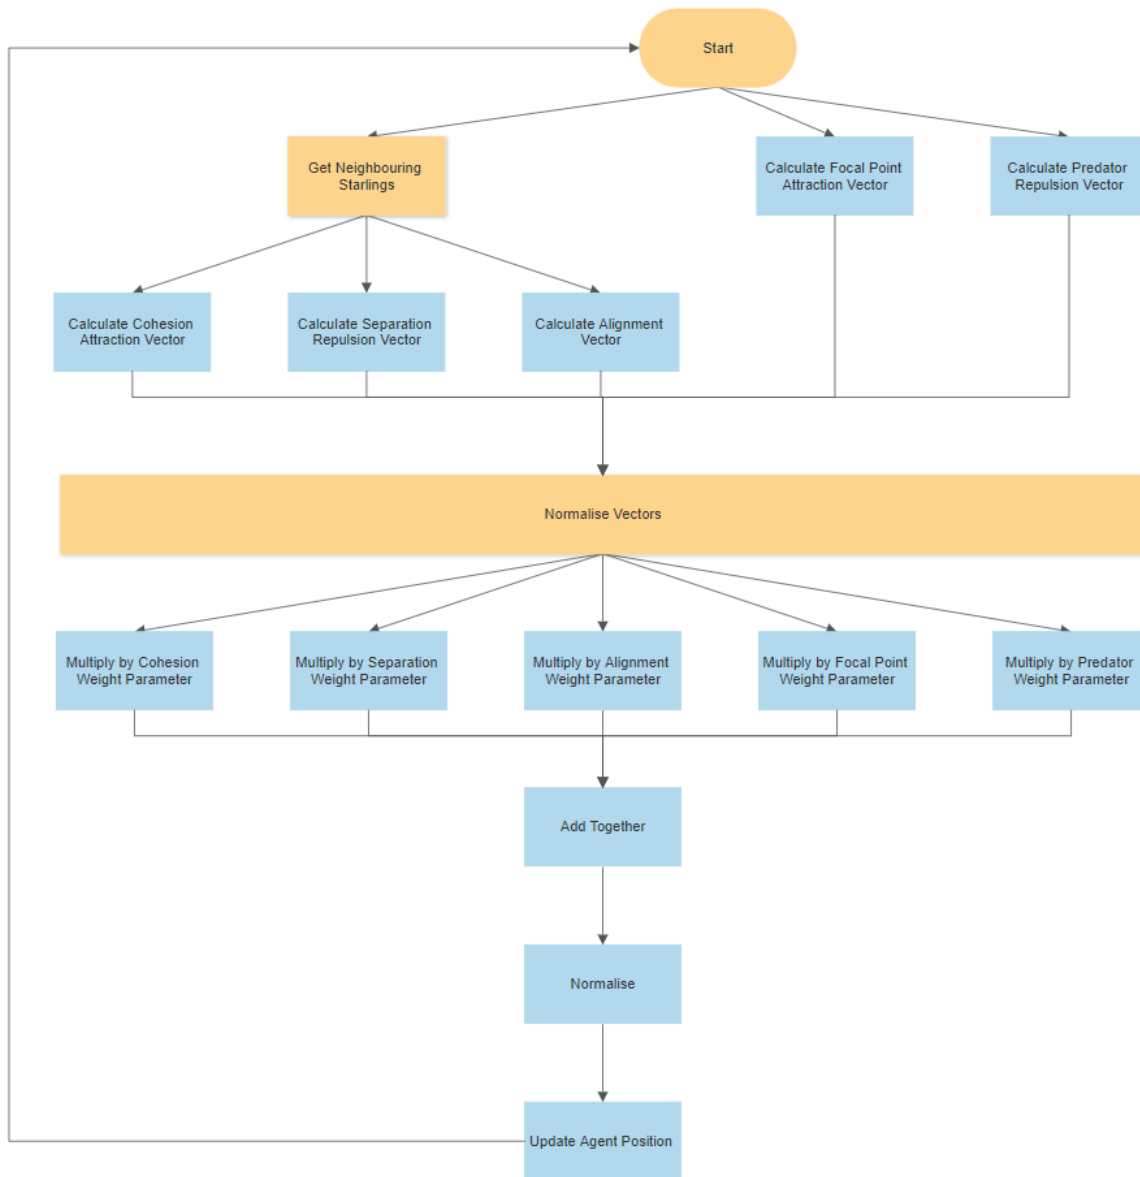 Start
Get Neighbouring
Starlings
Calculate Focal Point
Attraction Vector
Calculate Predator
Repulsion Vector
Calculate Cohesion
Attraction Vector
Calculate Separation
Repulsion Vector
Calculate Alignment
Vector
Normalise Vectors
Multiply by Cohesion
Weight Parameter
Multiply by Separation
Weight Parameter
Multiply by Alignment
Weight Parameter
Multiply by Focal Point
Weight Parameter
Multiply by Predator
Weight Parameter
Add Together
Normalise
Update Agent Position